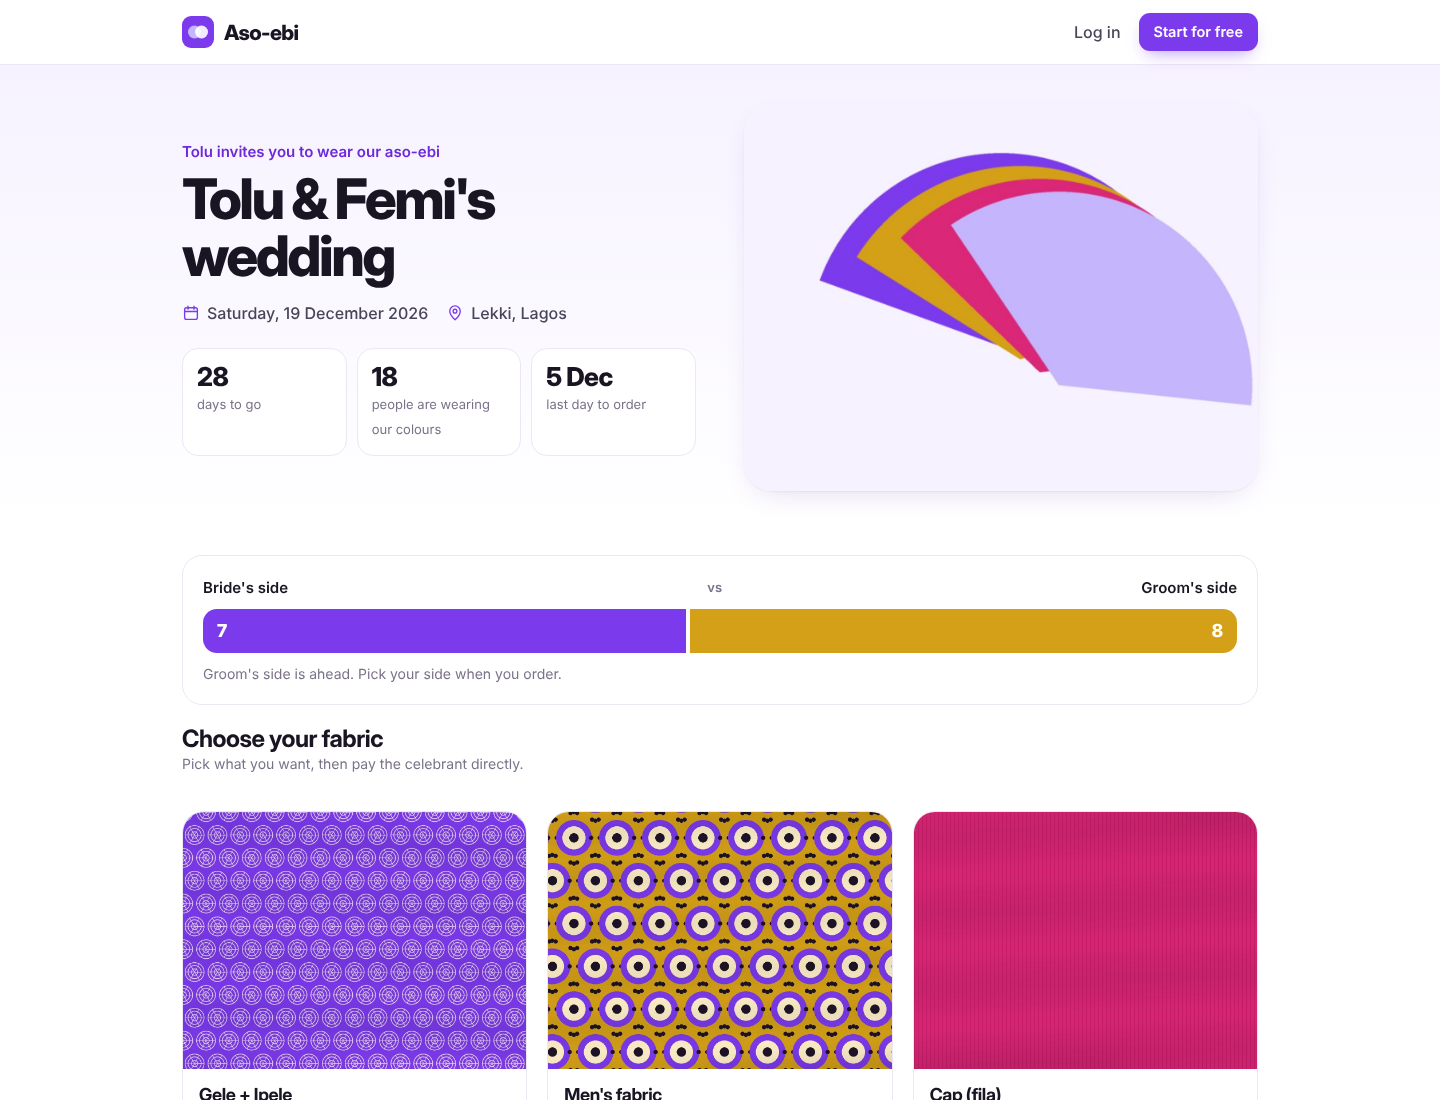 Aso-ebi
Log in
Start for free
Tolu invites you to wear our aso-ebi
Tolu & Femi's
wedding
Saturday, 19 December 2026
Lekki, Lagos
28
days to go
18
people are wearing
our colours
5 Dec
last day to order
Bride's side
vs
Groom's side
7
8
Groom's side is ahead. Pick your side when you order.
Choose your fabric
Pick what you want, then pay the celebrant directly.
Gele + Ipele
Men's fabric
Cap (fila)